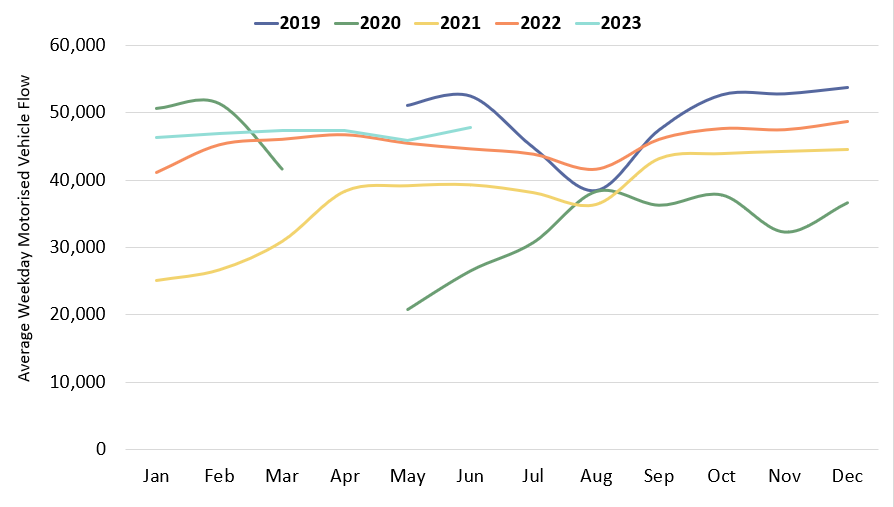 2019 2020 2021 2022 2023
Average Weekday Motorised Vehicle Flow
60,000
50,000
40,000
30,000
20,000
10,000
0
Jan Feb Mar Apr May Jun Jul Aug Sep Oct Nov Dec